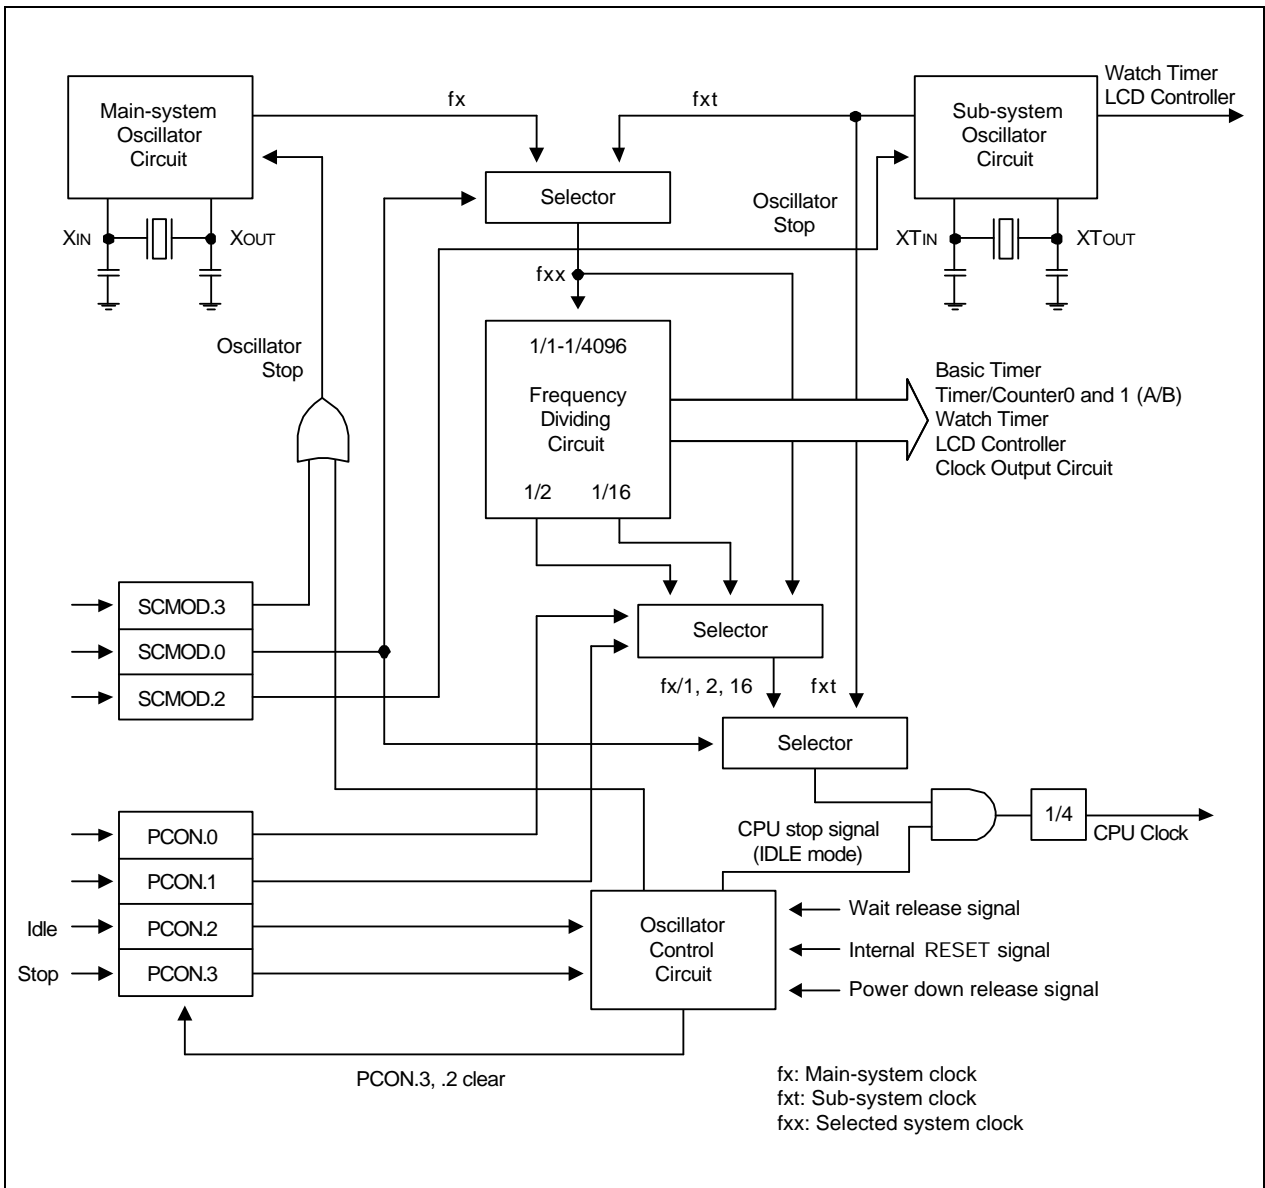 Main-system
Oscillator
Circuit
fx
fxt
Sub-system
Oscillator
Circuit
Watch Timer
LCD Controller
Selector
Oscillator
Stop
XIN
XOUT
XTIN
XTOUT
fxx
Oscillator
Stop
1/1-1/4096
Frequency
Dividing
Circuit
1/2 1/16
Basic Timer
Timer/Counter0 and 1 (A/B)
Watch Timer
LCD Controller
Clock Output Circuit
SCMOD.3
SCMOD.0
SCMOD.2
Selector
fx/1, 2, 16
fxt
Selector
PCON.0
PCON.1
PCON.2
PCON.3
Idle
Stop
CPU stop signal
(IDLE mode)
1/4
CPU Clock
Oscillator
Control
Circuit
Wait release signal
Internal RESET signal
Power down release signal
PCON.3, .2 clear
fx: Main-system clock
fxt: Sub-system clock
fxx: Selected system clock